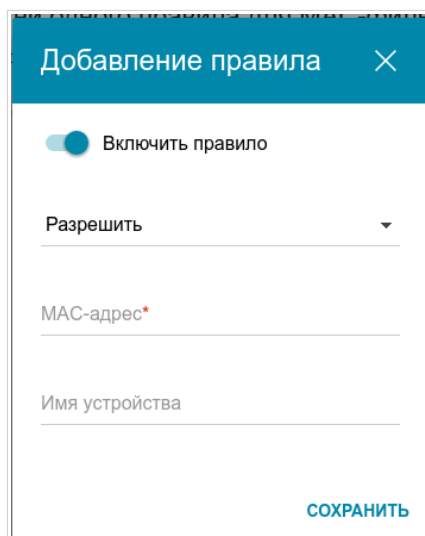 Добавление правила
Включить правило
Разрешить
MAC-адрес*
Имя устройства
СОХРАНИТЬ